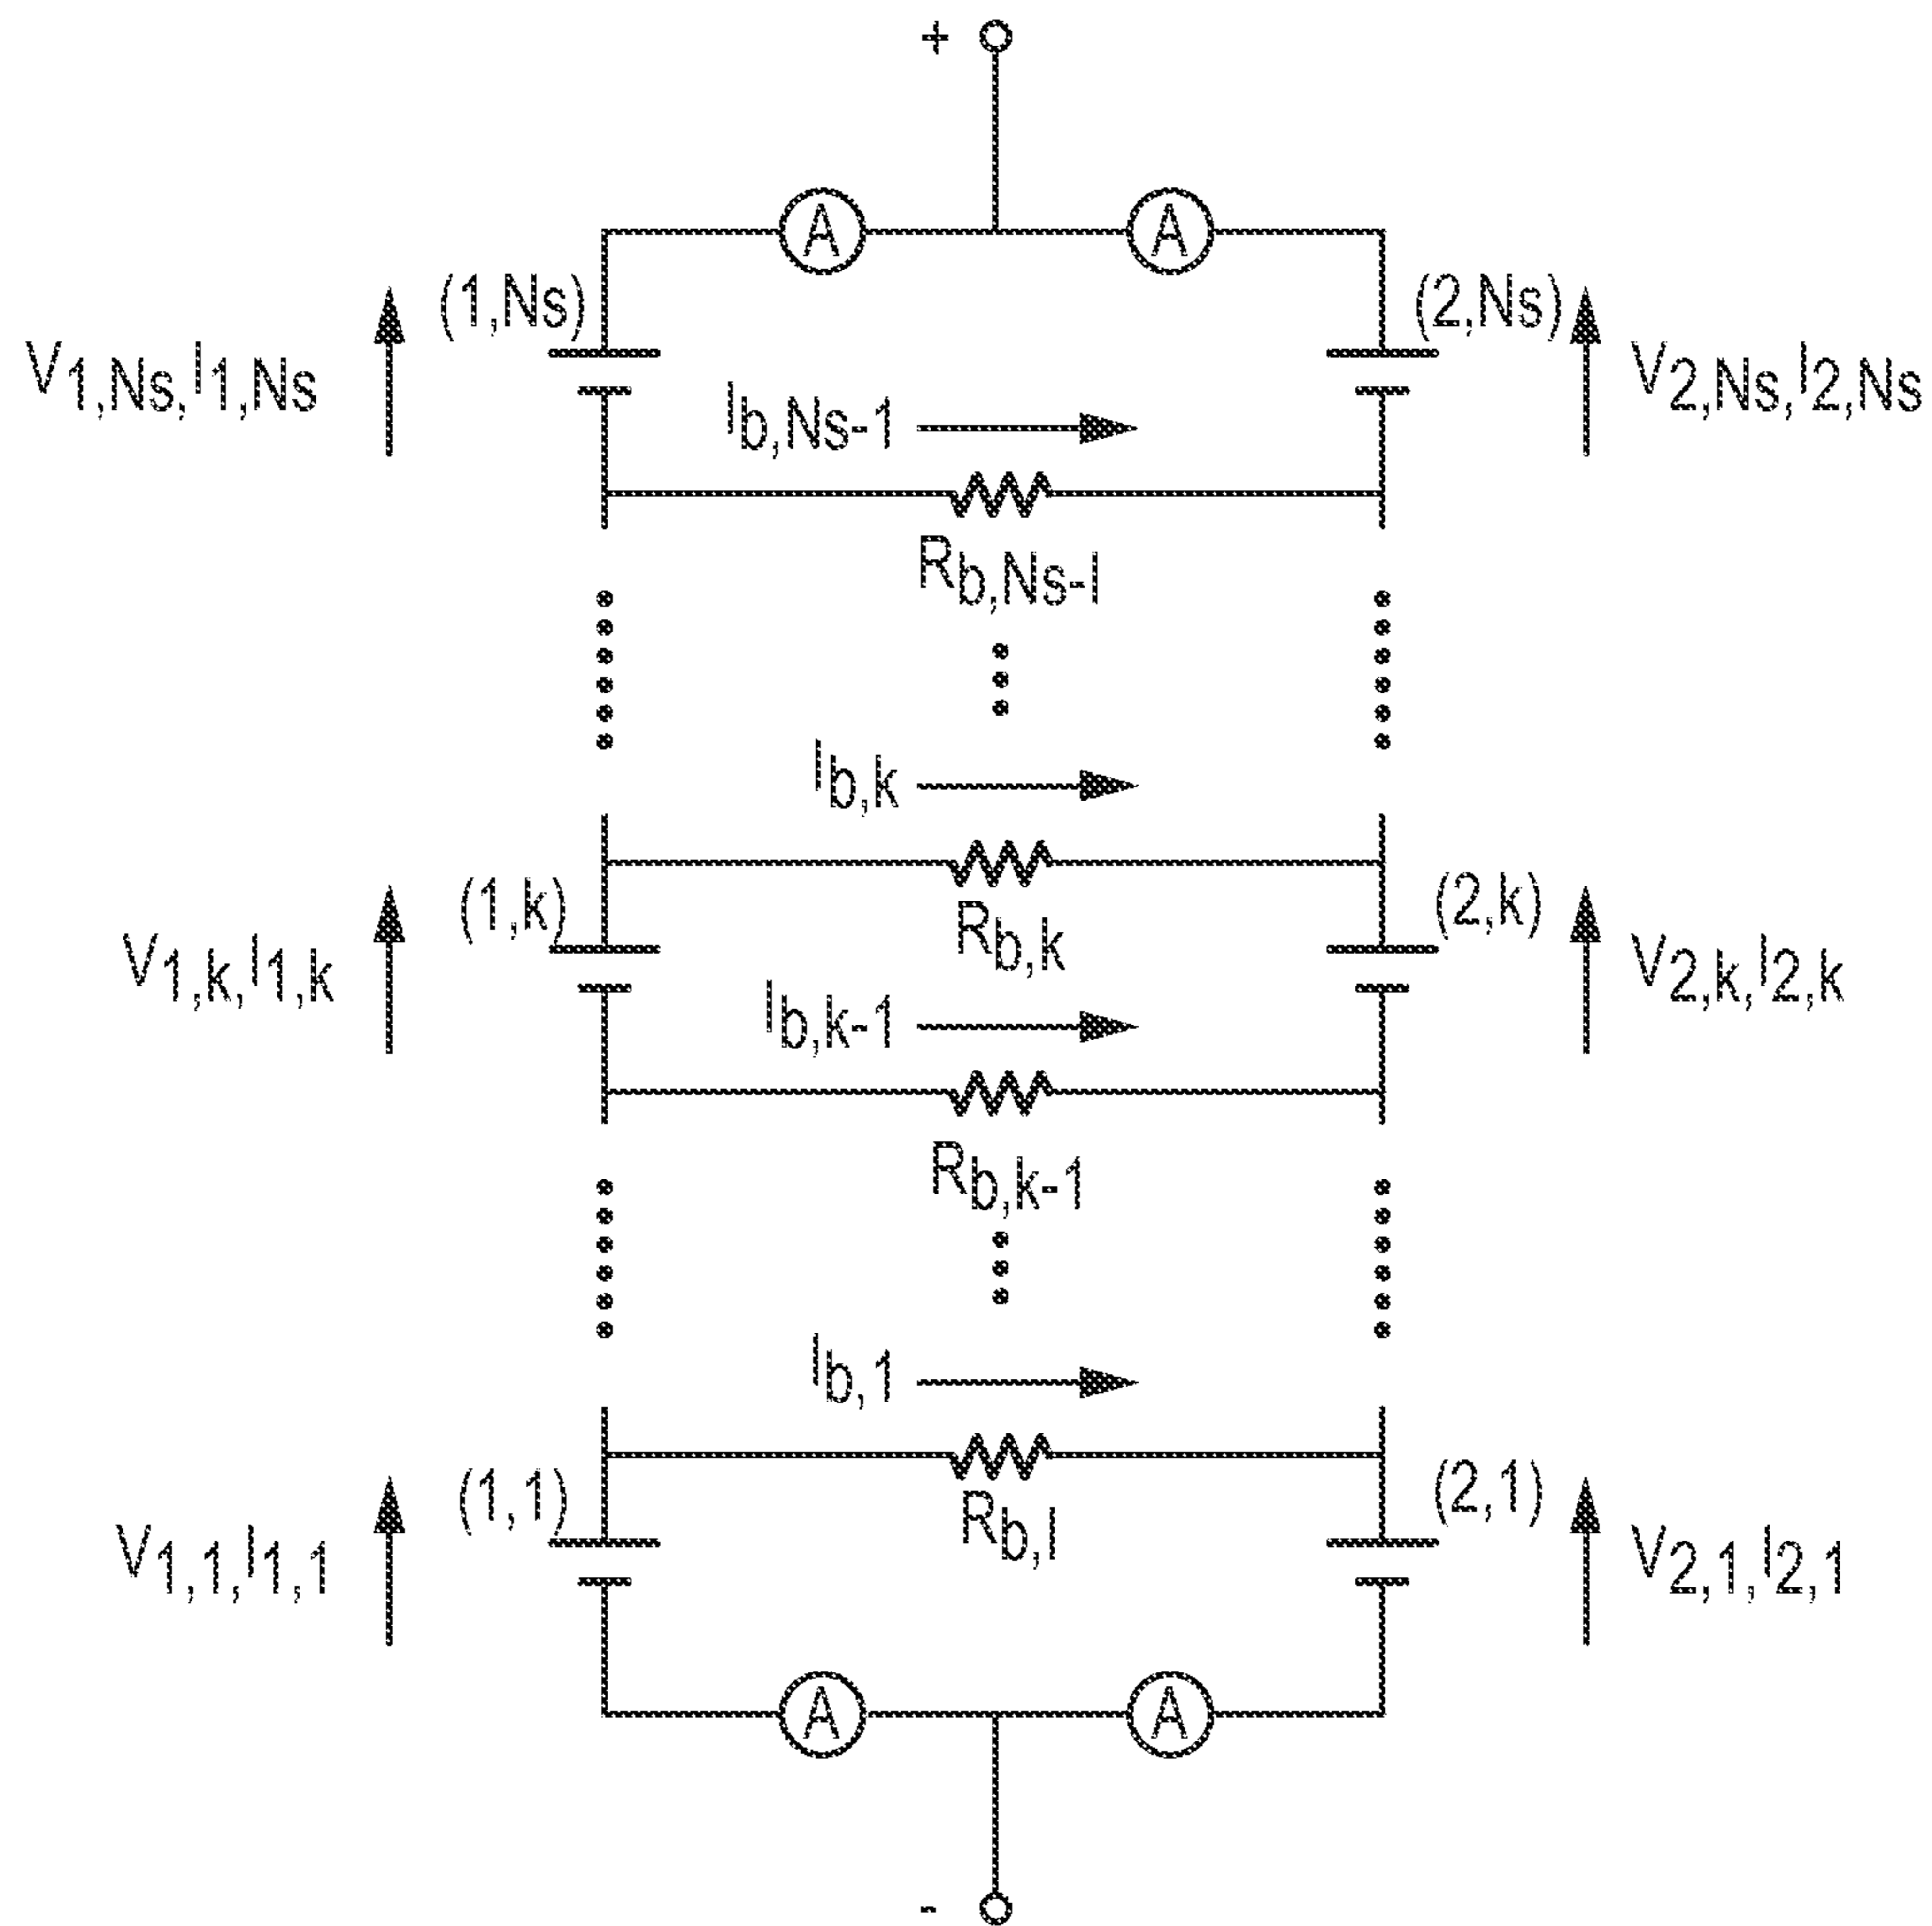 +
A A
(1,Ns) (2,Ns)
V1,Ns,I1,Ns V2,Ns,I2,Ns
Ib,Ns-1
Rb,Ns-I
Ib,k
(1,k) (2,k)
Rb,k
V1,k,I1,k V2,k,I2,k
Ib,k-1
Rb,k-1
Ib,1
(1,1) (2,1)
Rb,I
V1,1,I1,1 V2,1,I2,1
A A
-